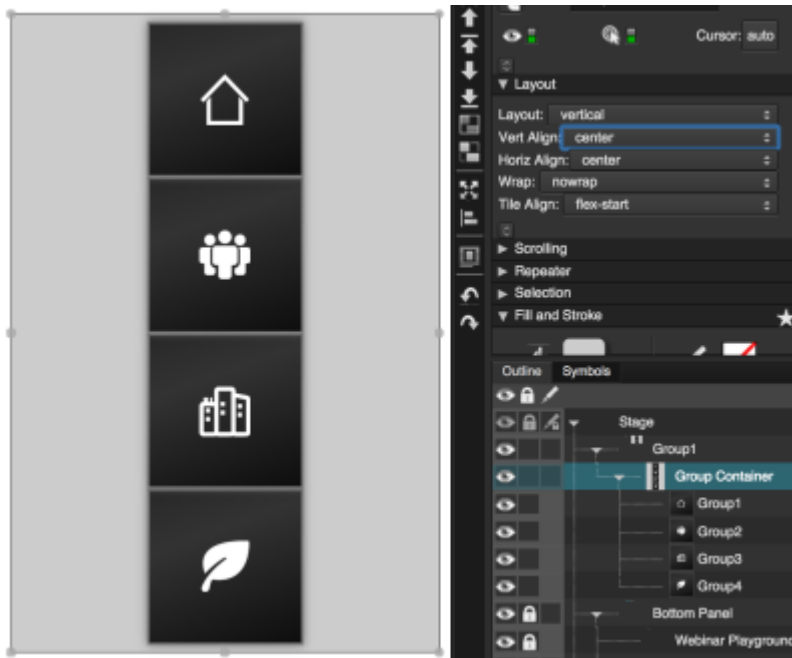 Cursor: auto
▼ Layout
Layout: vertical
Vert Align: center
Horiz Align: center
Wrap: nowrap
Tile Align: flex-start
▶ Scrolling
▶ Repeater
▶ Selection
▼ Fill and Stroke
Outline Symbols
Stage
Group1
Group Container
Group1
Group2
Group3
Group4
Bottom Panel
Webinar Playground